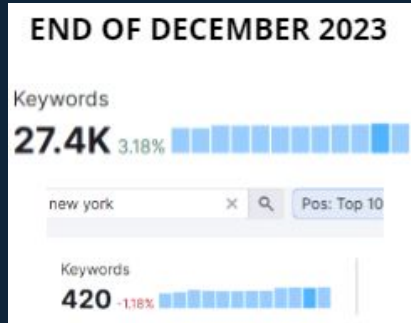 END OF DECEMBER 2023
Keywords
27.4K 3.18%
new york × Pos: Top 10
Keywords
420 -1.18%